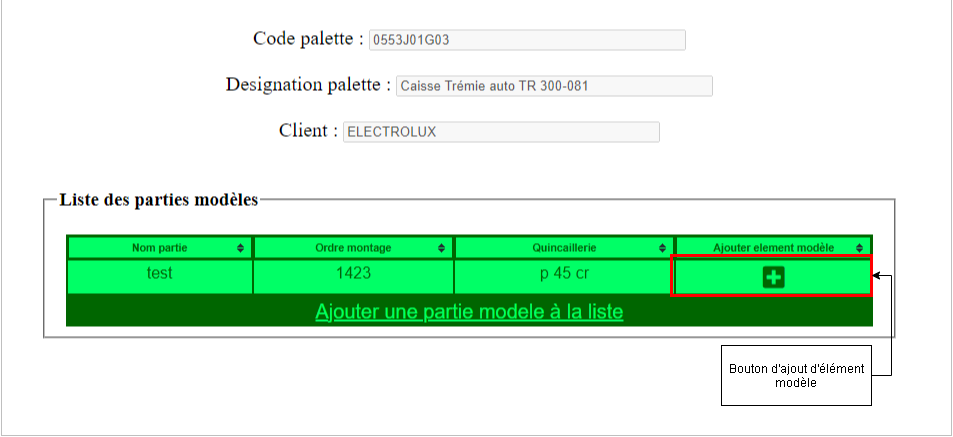 Code palette : 0553J01G03
Designation palette : Caisse Trémie auto TR 300-081
Client : ELECTROLUX
Liste des parties modèles
Nom partie Ordre montage Quincaillerie Ajouter element modèle
test 1423 p 45 cr
Ajouter une partie modele à la liste
Bouton d'ajout d'élément
modèle